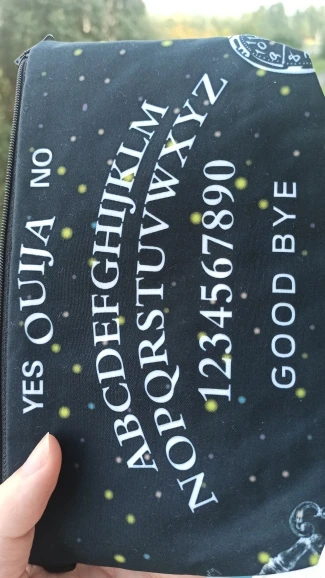 YES OUIJA NO
ABCDEFGHIJKLM
NOPQRSTUVWXYZ
1234567890
GOOD BYE